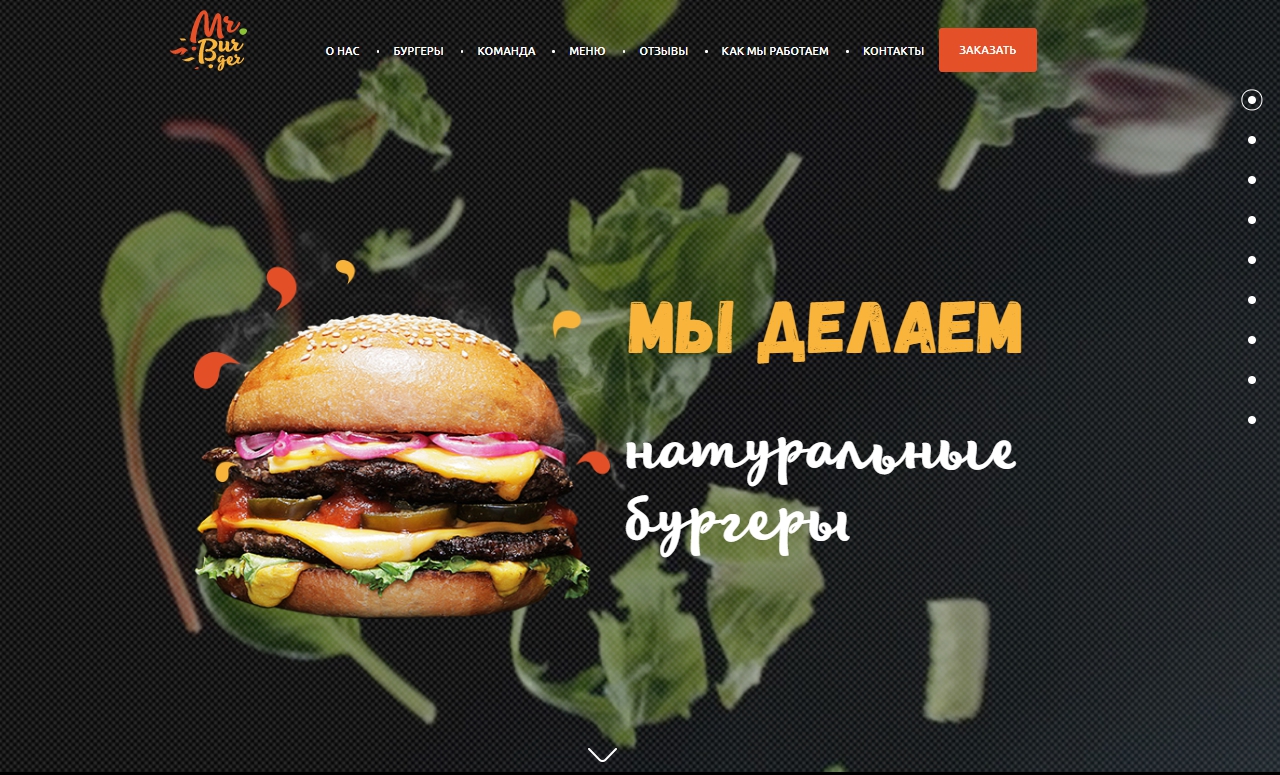 Mr.
Bur
ger
О НАС
БУРГЕРЫ
КОМАНДА
МЕНЮ
ОТЗЫВЫ
КАК МЫ РАБОТАЕМ
КОНТАКТЫ
ЗАКАЗАТЬ
МЫ ДЕЛАЕМ
натуральные
бургеры